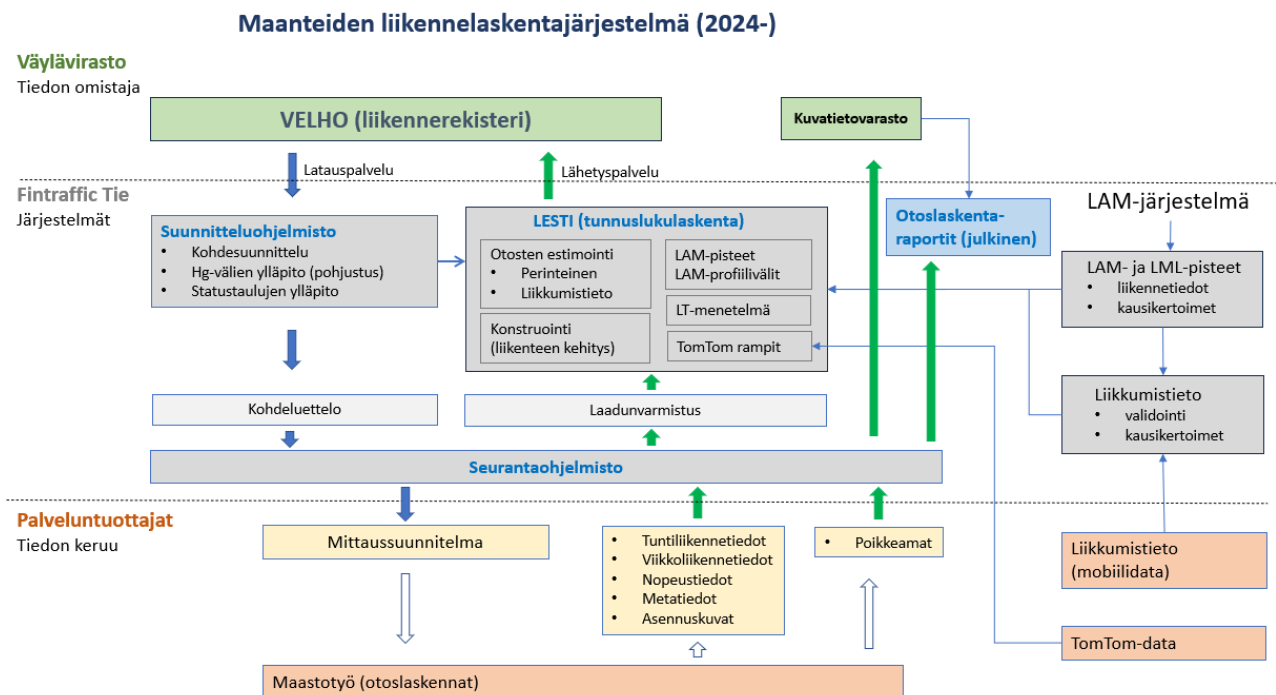 Maanteiden liikennelaskentajärjestelmä (2024-)
Väylävirasto
Tiedon omistaja
VELHO (liikennerekisteri)
Kuvatietovarasto
Latauspalvelu
Lähetyspalvelu
Fintraffic Tie
Järjestelmät
Suunnitteluohjelmisto
• Kohdesuunnittelu
• Hg-välien ylläpito (pohjustus)
• Statustaulujen ylläpito
LESTI (tunnuslukulaskenta)
Otosten estimointi
• Perinteinen
• Liikkumistieto
Konstruointi
(liikenteen kehitys)
LAM-pisteet
LAM-profiilivälit
LT-menetelmä
TomTom rampit
Otoslaskenta-
raportit (julkinen)
LAM-järjestelmä
LAM- ja LML-pisteet
• liikennetiedot
• kausikertoimet
Liikkumistieto
• validointi
• kausikertoimet
Kohdeluettelo
Laadunvarmistus
Seurantaohjelmisto
Palveluntuottajat
Tiedon keruu
Mittaussuunnitelma
• Tuntiliikennetiedot
• Viikkoliikennetiedot
• Nopeustiedot
• Metatiedot
• Asennuskuvat
• Poikkeamat
Liikkumistieto
(mobiilidata)
TomTom-data
Maastotyö (otoslaskennat)